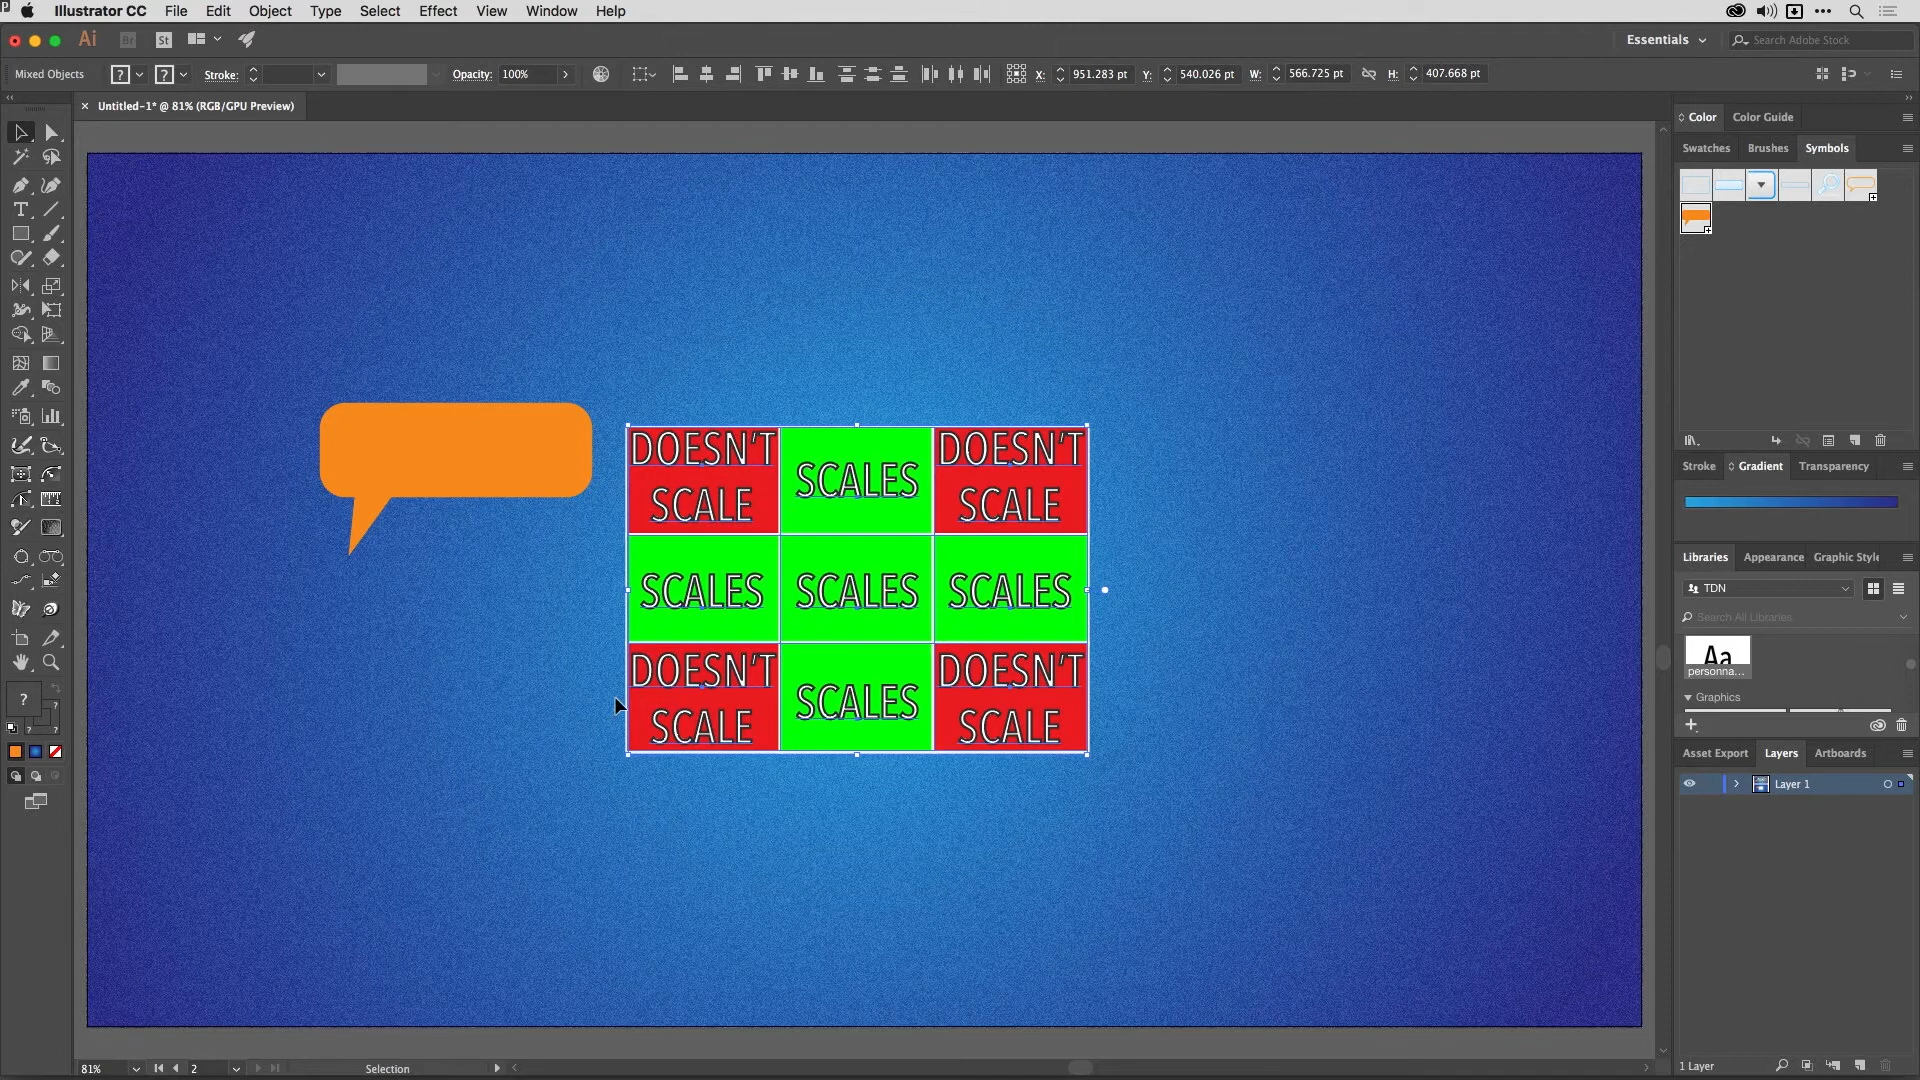 Illustrator CC File Edit Object Type Select Effect View Window Help
Ai Br St Essentials Search Adobe Stock
Mixed Objects ? ? Stroke: Opacity: 100% X: 951.283 pt Y: 540.026 pt W: 566.725 pt H: 407.668 pt
× Untitled-1* @ 81% (RGB/GPU Preview)
Color Color Guide
Swatches Brushes Symbols
DOESN'T SCALE SCALES DOESN'T SCALE
SCALES SCALES SCALES
DOESN'T SCALE SCALES DOESN'T SCALE
Stroke Gradient Transparency
Libraries Appearance Graphic Style
TDN
Search All Libraries
Aa
personna...
Graphics
Asset Export Layers Artboards
Layer 1
?
? ?
?
81% 2 Selection
1 Layer